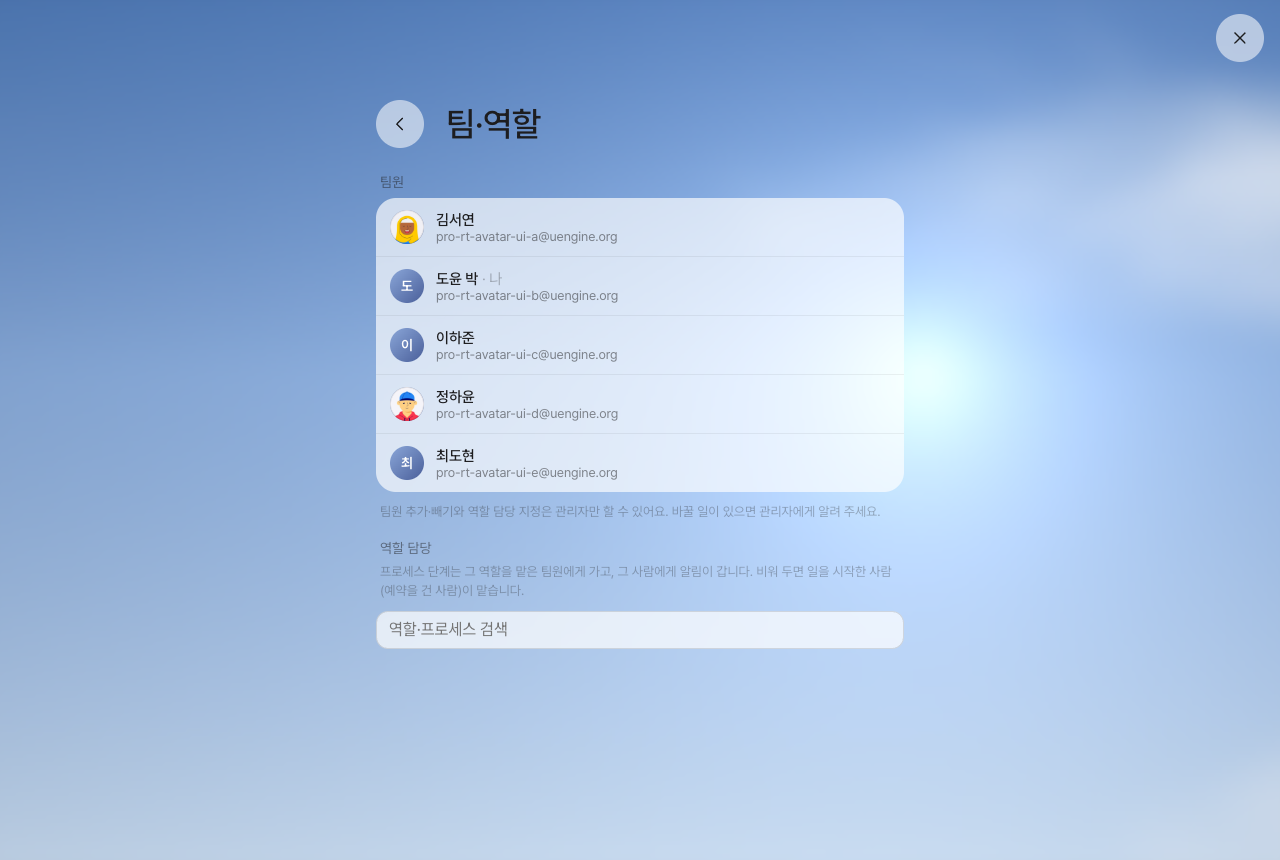 팀·역할
팀원
김서연
pro-rt-avatar-ui-a@uengine.org
도
도윤 박 · 나
pro-rt-avatar-ui-b@uengine.org
이
이하준
pro-rt-avatar-ui-c@uengine.org
정하윤
pro-rt-avatar-ui-d@uengine.org
최
최도현
pro-rt-avatar-ui-e@uengine.org
팀원 추가·빼기와 역할 담당 지정은 관리자만 할 수 있어요. 바꿀 일이 있으면 관리자에게 알려 주세요.
역할 담당
프로세스 단계는 그 역할을 맡은 팀원에게 가고, 그 사람에게 알림이 갑니다. 비워 두면 일을 시작한 사람
(예약을 건 사람)이 맡습니다.
역할·프로세스 검색